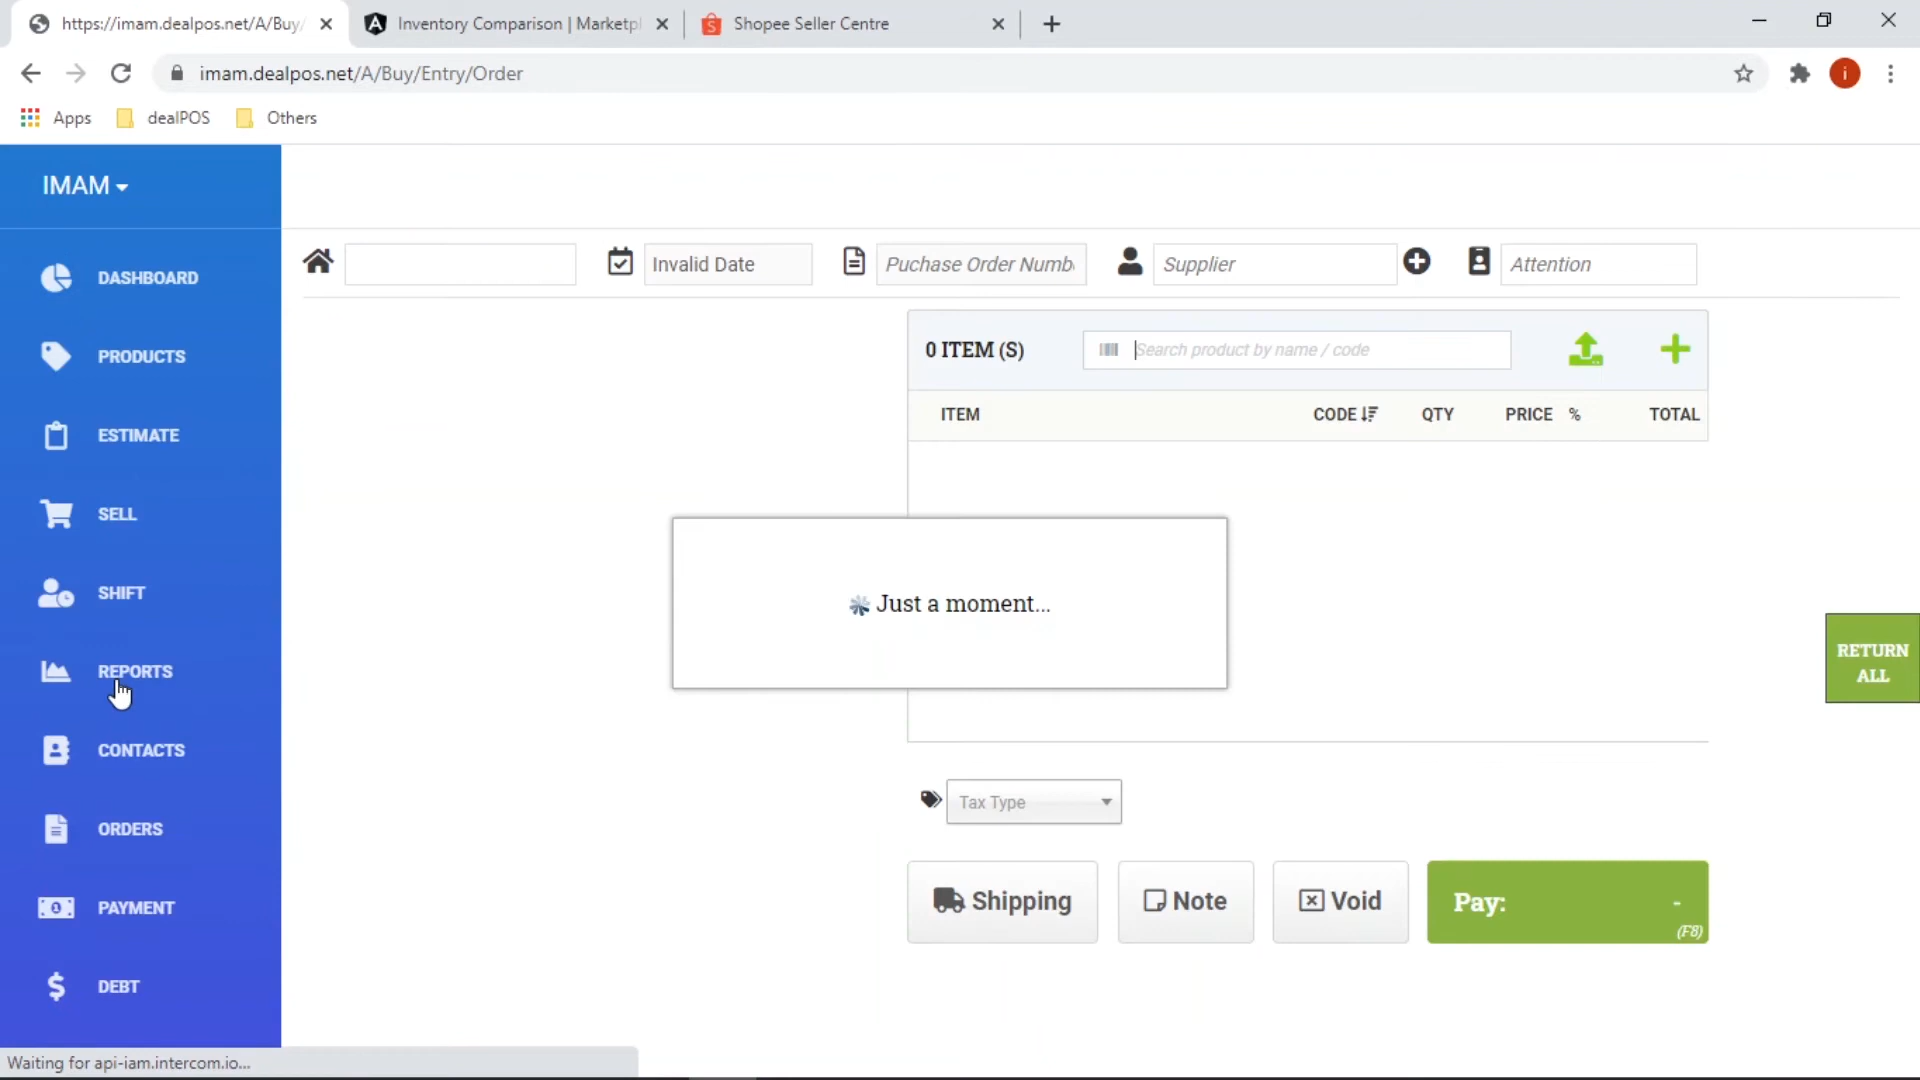 https://imam.dealpos.net/A/Buy/
Inventory Comparison | Marketpl
Shopee Seller Centre
imam.dealpos.net/A/Buy/Entry/Order
i
Apps
dealPOS
Others
IMAM
DASHBOARD
PRODUCTS
ESTIMATE
SELL
SHIFT
REPORTS
CONTACTS
ORDERS
PAYMENT
DEBT
Invalid Date
Puchase Order Numb
Supplier
Attention
0 ITEM (S)
Search product by name / code
ITEM CODE QTY PRICE % TOTAL
Just a moment...
RETURN
ALL
Tax Type
Shipping
Note
Void
Pay: -
(F8)
Waiting for api-iam.intercom.io...